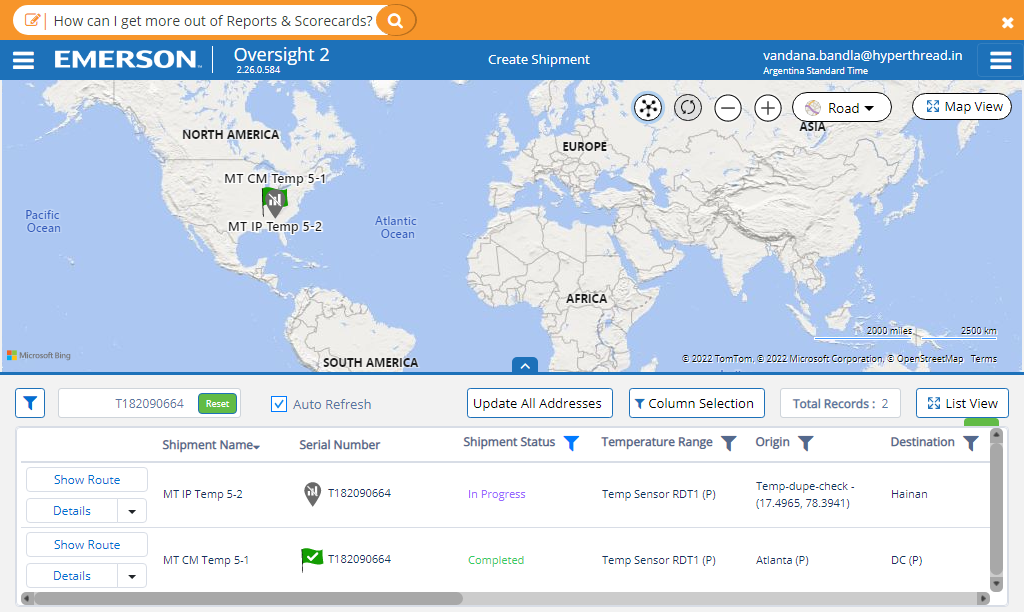 How can I get more out of Reports & Scorecards?
EMERSON
Oversight 2
2.26.0.584
Create Shipment
vandana.bandla@hyperthread.in
Argentina Standard Time
Road
Map View
ASIA
NORTH AMERICA
EUROPE
MT CM Temp 5-1
MT IP Temp 5-2
Pacific
Ocean
Atlantic
Ocean
AFRICA
SOUTH AMERICA
2000 miles
2500 km
Microsoft Bing
© 2022 TomTom, © 2022 Microsoft Corporation, © OpenStreetMap Terms
T182090664
Reset
Auto Refresh
Update All Addresses
Column Selection
Total Records : 2
List View
Shipment Name
Serial Number
Shipment Status
Temperature Range
Origin
Destination
Show Route
Details
MT IP Temp 5-2
T182090664
In Progress
Temp Sensor RDT1 (P)
Temp-dupe-check -
(17.4965, 78.3941)
Hainan
Show Route
Details
MT CM Temp 5-1
T182090664
Completed
Temp Sensor RDT1 (P)
Atlanta (P)
DC (P)